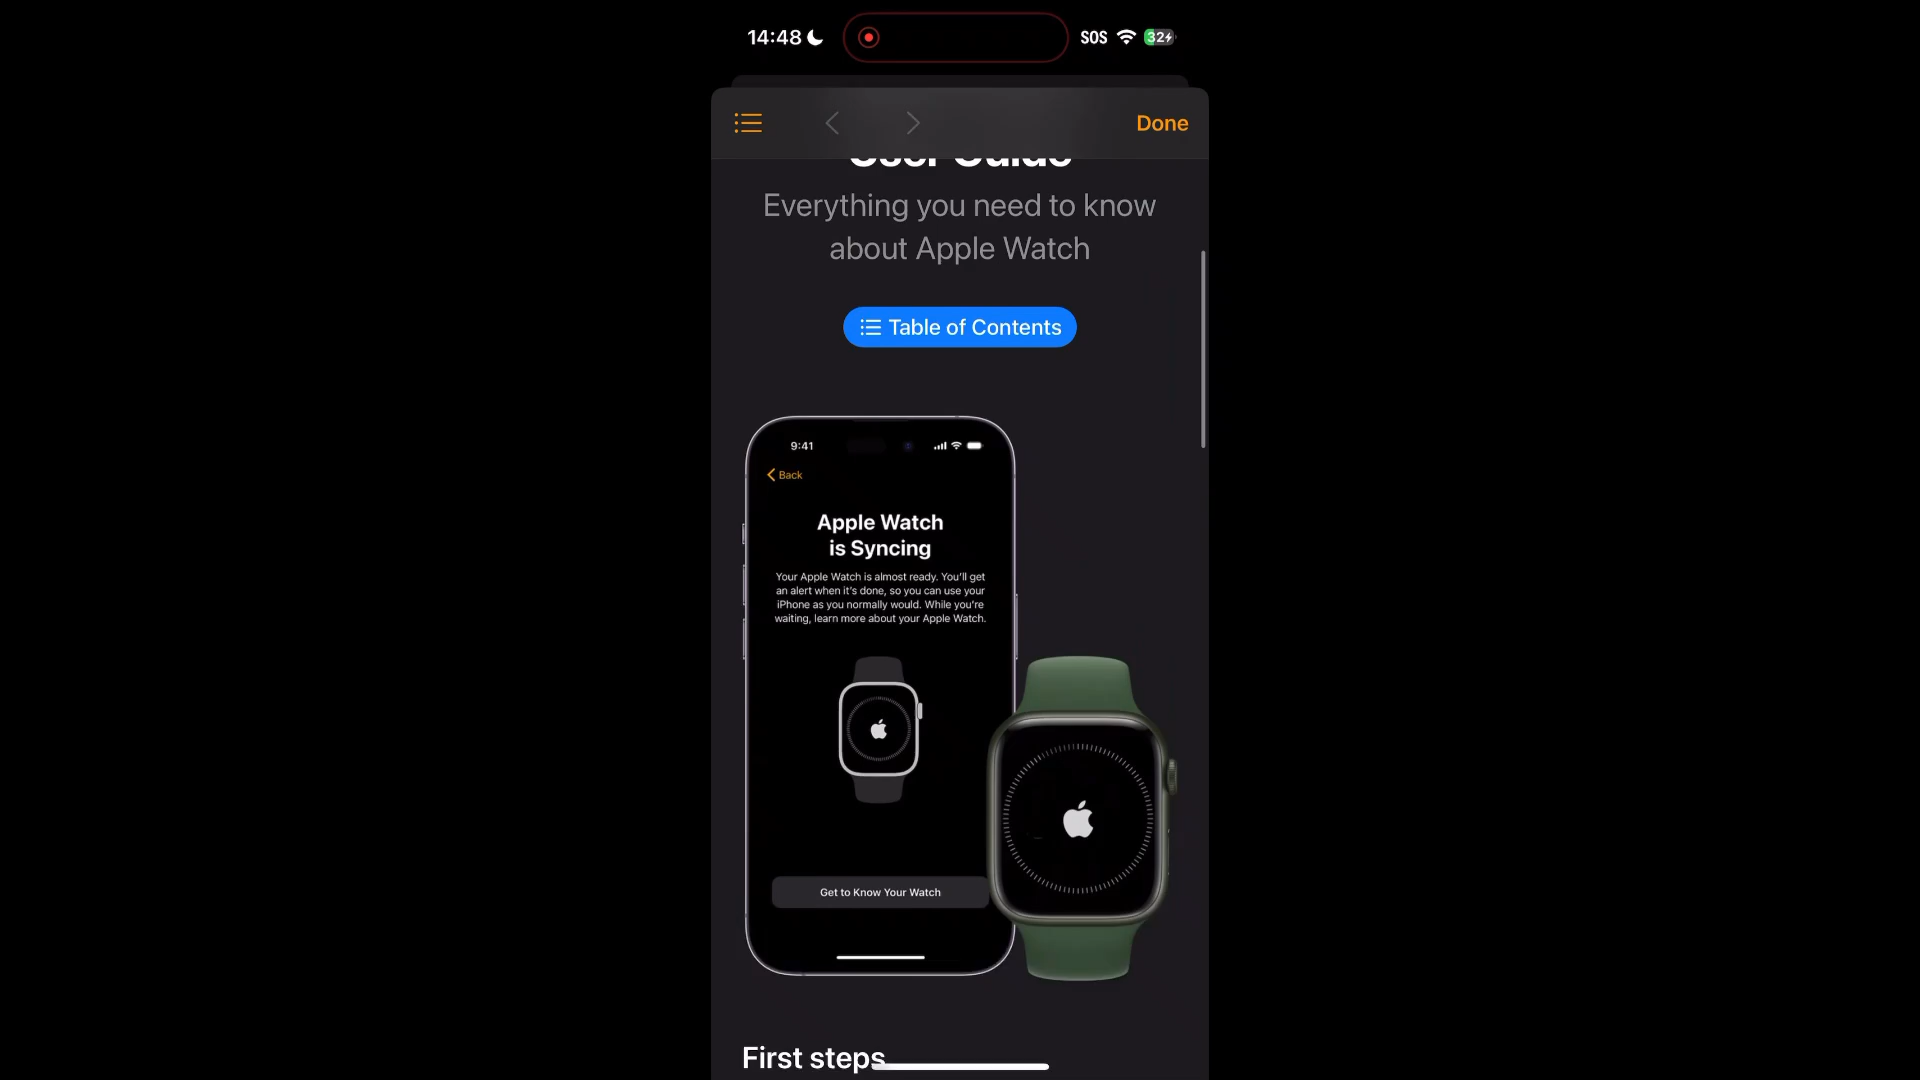 14:48
SOS
32
Done
User Guide
Everything you need to know
about Apple Watch
Table of Contents
9:41
Back
Apple Watch
is Syncing
Your Apple Watch is almost ready. You'll get
an alert when it's done, so you can use your
iPhone as you normally would. While you're
waiting, learn more about your Apple Watch.
Get to Know Your Watch
First steps